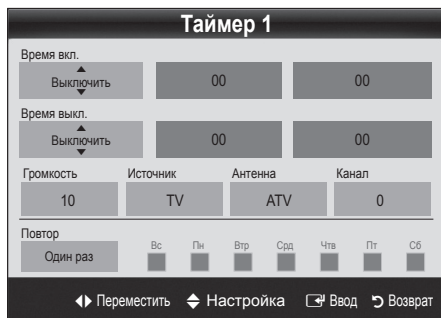 Таймер 1
Время вкл.
Выключить 00 00
Время выкл.
Выключить 00 00
Громкость Источник Антенна Канал
10 TV ATV 0
Повтор
Один раз Вс Пн Втр Срд Чтв Пт Сб
Переместить Настройка Ввод Возврат